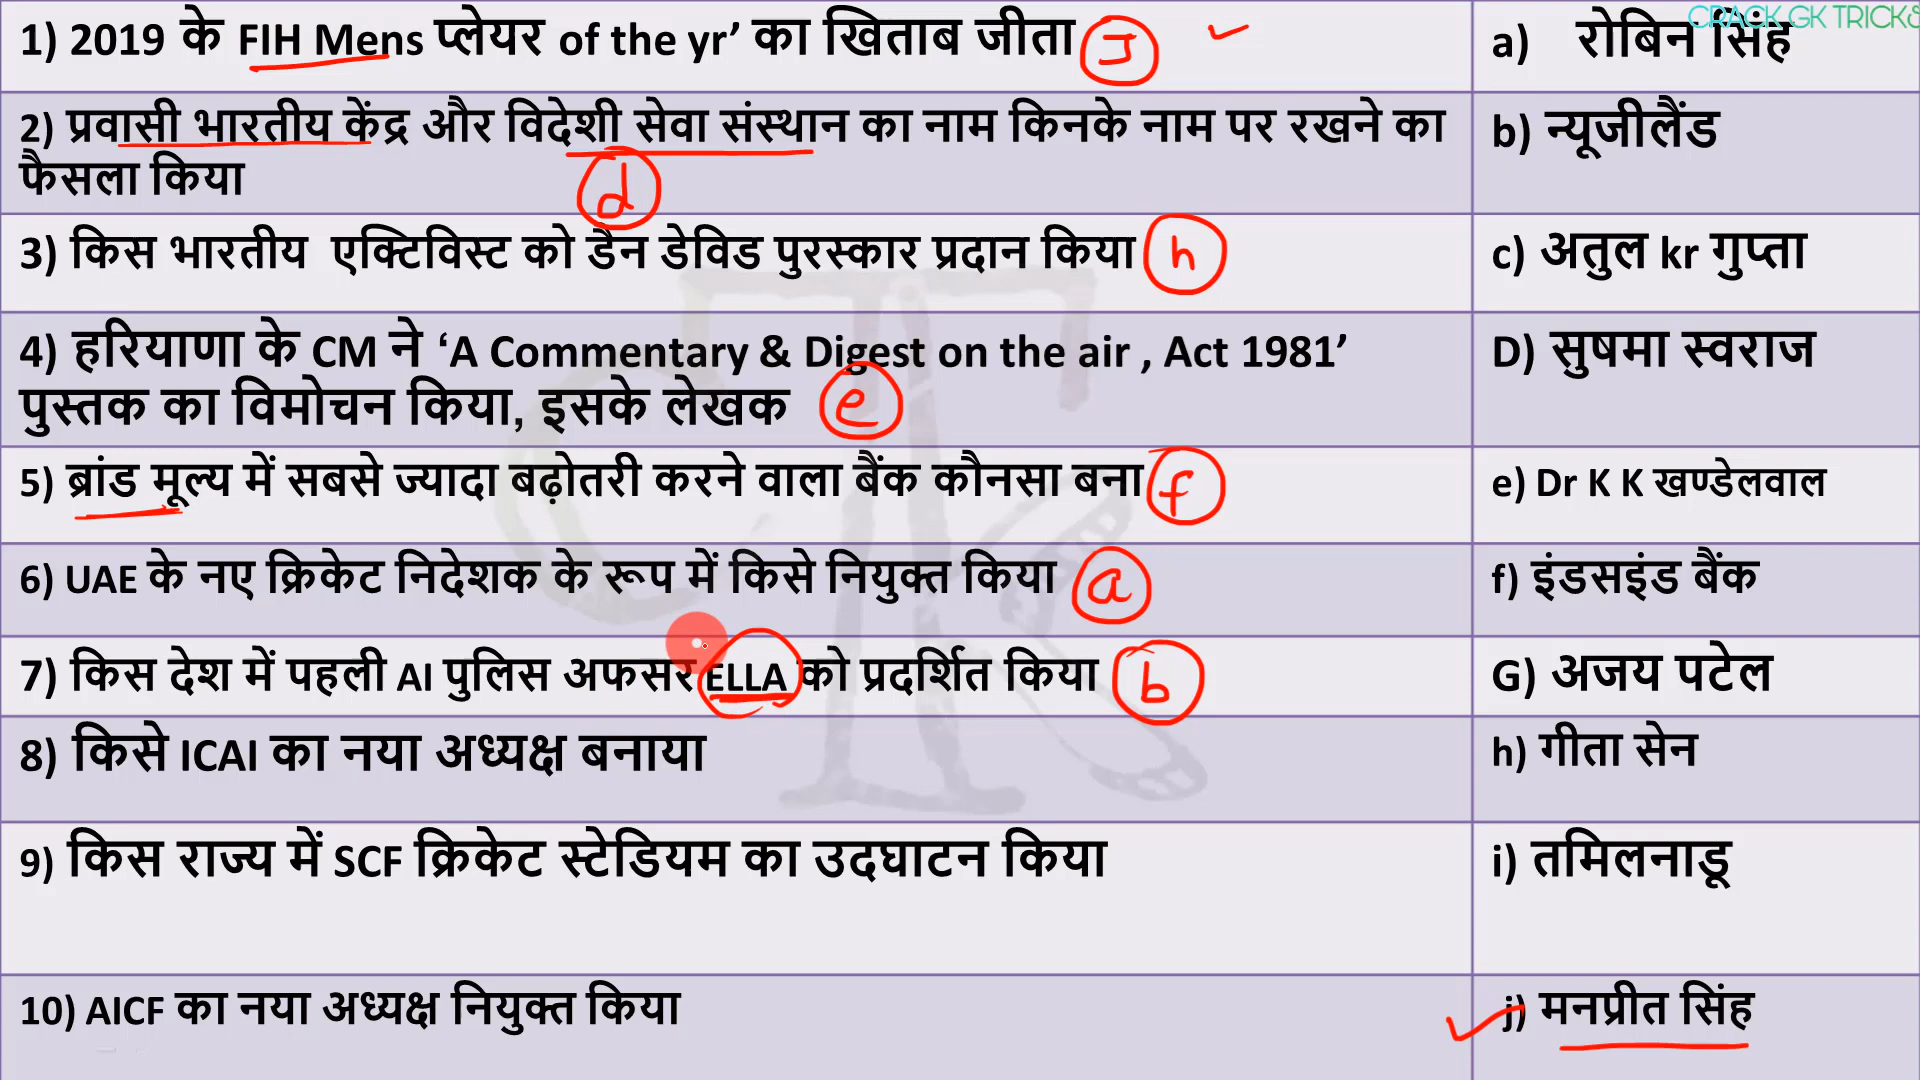 CRACK GK TRICKS
1) 2019 के FIH Mens प्लेयर of the yr’ का खिताब जीता J
a) रोबिन सिंह
2) प्रवासी भारतीय केंद्र और विदेशी सेवा संस्थान का नाम किनके नाम पर रखने का
फैसला किया d
b) न्यूजीलैंड
3) किस भारतीय एक्टिविस्ट को डैन डेविड पुरस्कार प्रदान किया h
c) अतुल kr गुप्ता
4) हरियाणा के CM ने ‘A Commentary & Digest on the air , Act 1981’
पुस्तक का विमोचन किया, इसके लेखक e
D) सुषमा स्वराज
5) ब्रांड मूल्य में सबसे ज्यादा बढ़ोतरी करने वाला बैंक कौनसा बना f
e) Dr K K खण्डेलवाल
6) UAE के नए क्रिकेट निदेशक के रूप में किसे नियुक्त किया a
f) इंडसइंड बैंक
7) किस देश में पहली AI पुलिस अफसर ELLA को प्रदर्शित किया b
G) अजय पटेल
8) किसे ICAI का नया अध्यक्ष बनाया
h) गीता सेन
9) किस राज्य में SCF क्रिकेट स्टेडियम का उदघाटन किया
i) तमिलनाडू
10) AICF का नया अध्यक्ष नियुक्त किया
j) मनप्रीत सिंह